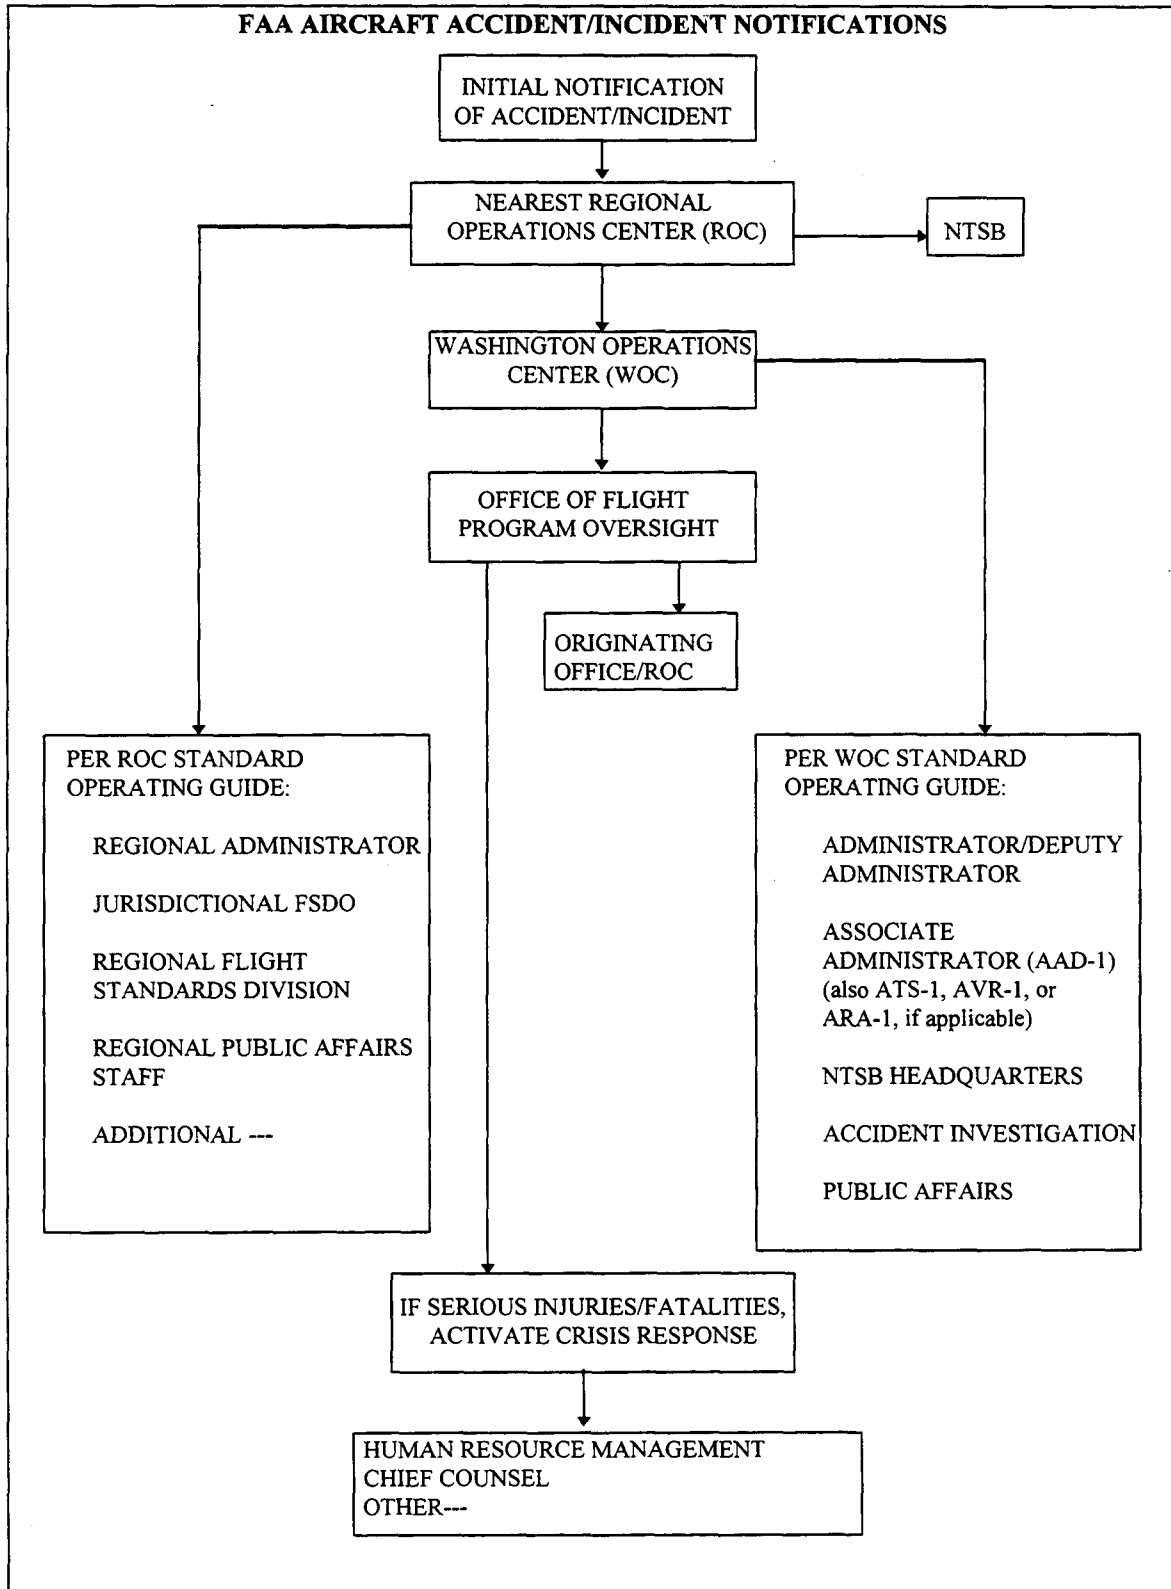 FAA AIRCRAFT ACCIDENT/INCIDENT NOTIFICATIONS
INITIAL NOTIFICATION
OF ACCIDENT/INCIDENT
NEAREST REGIONAL
OPERATIONS CENTER (ROC)
NTSB
WASHINGTON OPERATIONS
CENTER (WOC)
OFFICE OF FLIGHT
PROGRAM OVERSIGHT
ORIGINATING
OFFICE/ROC
PER ROC STANDARD
OPERATING GUIDE:
REGIONAL ADMINISTRATOR
JURISDICTIONAL FSDO
REGIONAL FLIGHT
STANDARDS DIVISION
REGIONAL PUBLIC AFFAIRS
STAFF
ADDITIONAL ---
PER WOC STANDARD
OPERATING GUIDE:
ADMINISTRATOR/DEPUTY
ADMINISTRATOR
ASSOCIATE
ADMINISTRATOR (AAD-1)
(also ATS-1, AVR-1, or
ARA-1, if applicable)
NTSB HEADQUARTERS
ACCIDENT INVESTIGATION
PUBLIC AFFAIRS
IF SERIOUS INJURIES/FATALITIES,
ACTIVATE CRISIS RESPONSE
HUMAN RESOURCE MANAGEMENT
CHIEF COUNSEL
OTHER---